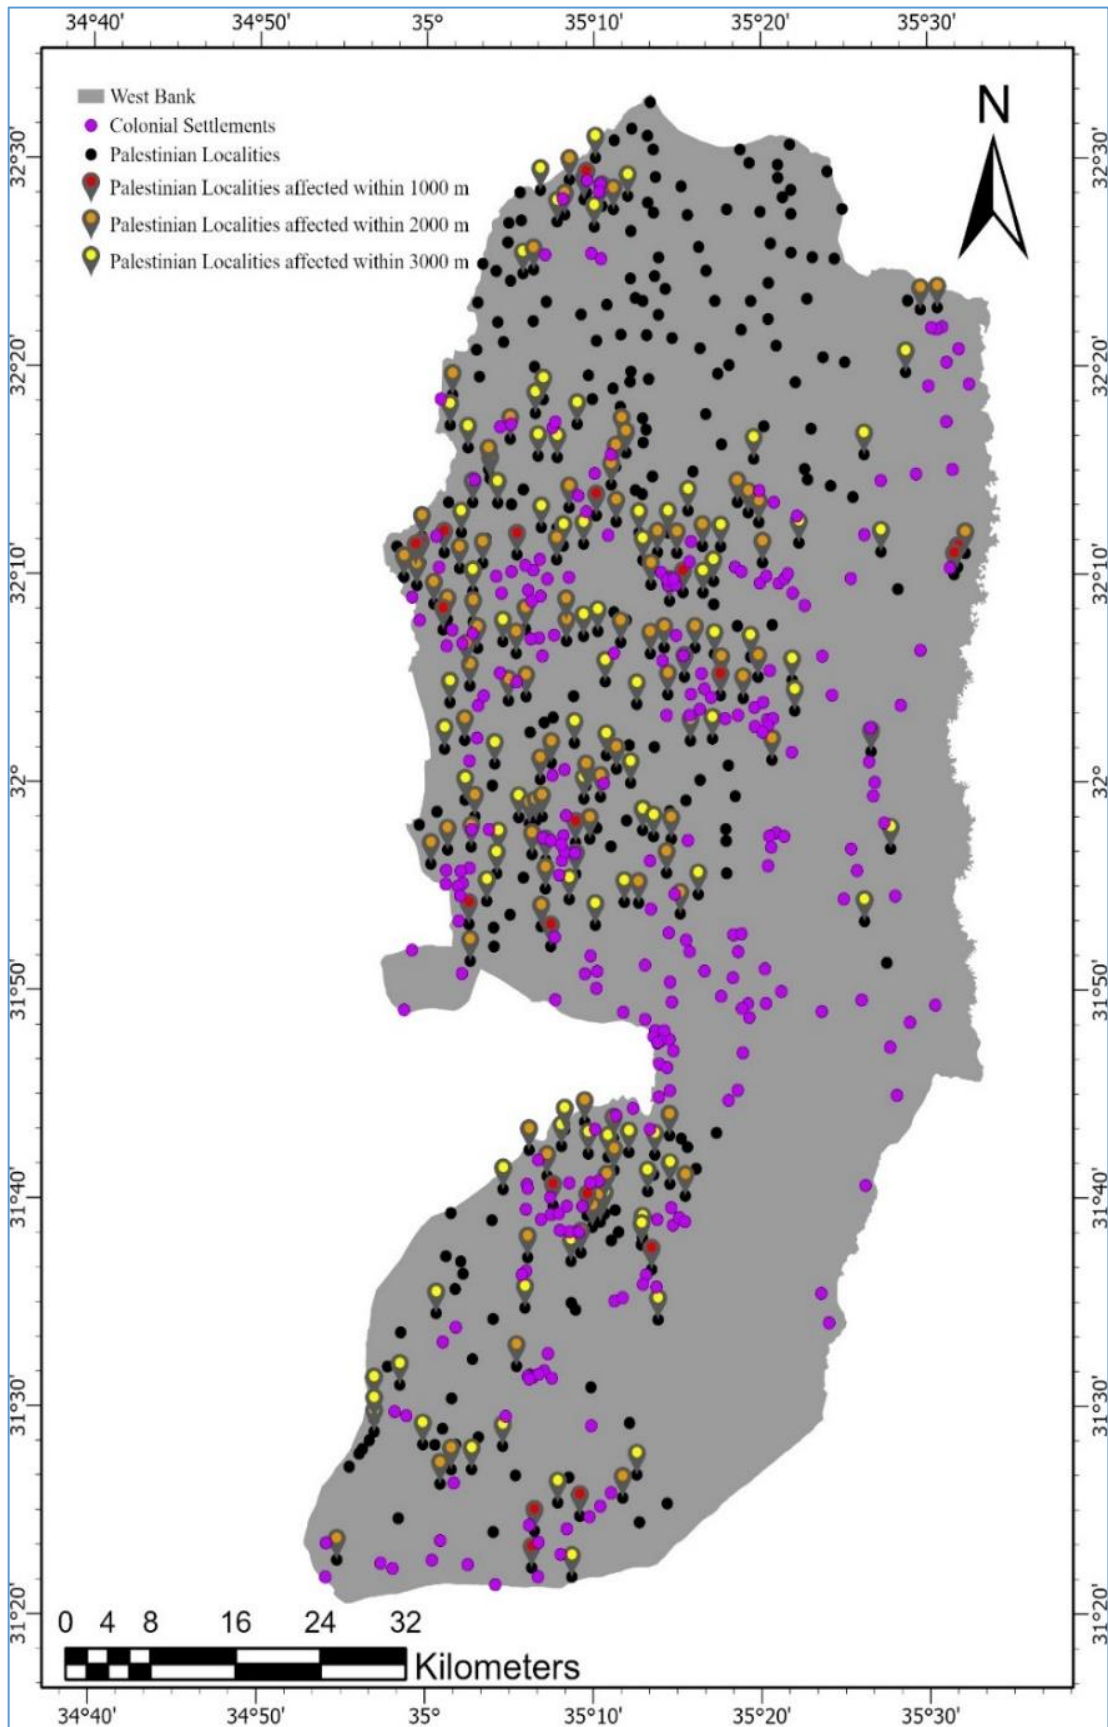 34°40' 34°50' 35° 35°10' 35°20' 35°30'
N
West Bank
Colonial Settlements
Palestinian Localities
Palestinian Localities affected within 1000 m
Palestinian Localities affected within 2000 m
Palestinian Localities affected within 3000 m
32°30' 32°30'
32°20' 32°20'
32°10' 32°10'
32° 32°
31°50' 31°50'
31°40' 31°40'
31°30' 31°30'
31°20' 31°20'
0 4 8 16 24 32
Kilometers
34°40' 34°50' 35° 35°10' 35°20' 35°30'